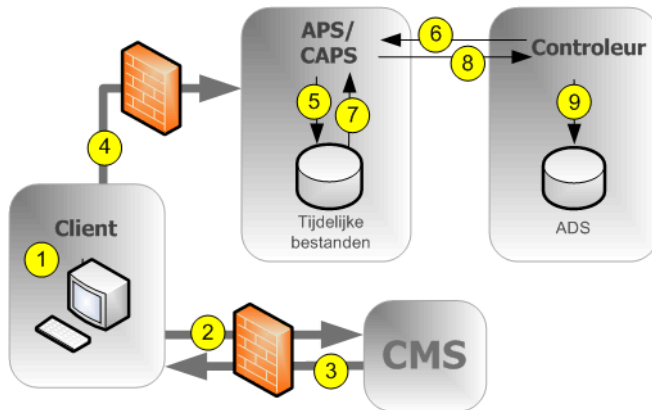 APS/
CAPS
6
8
Controleur
5
7
9
4
Tijdelijke
bestanden
ADS
Client
1
2
3
CMS